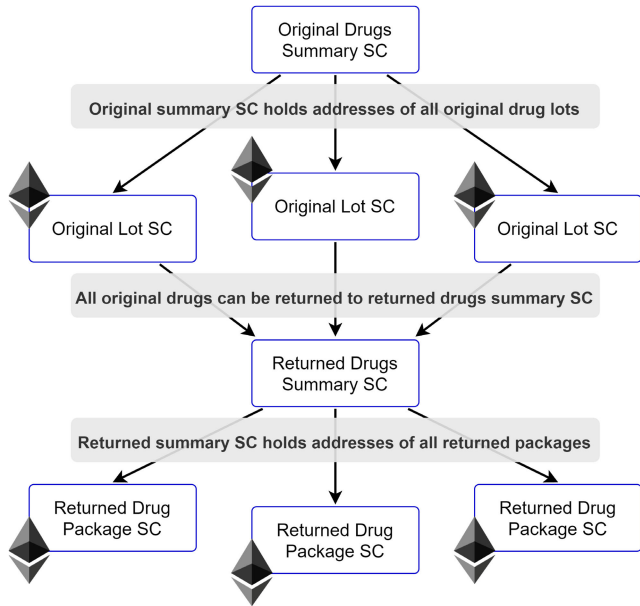 Original Drugs
Summary SC
Original summary SC holds addresses of all original drug lots
Original Lot SC
Original Lot SC
Original Lot SC
All original drugs can be returned to returned drugs summary SC
Returned Drugs
Summary SC
Returned summary SC holds addresses of all returned packages
Returned Drug
Package SC
Returned Drug
Package SC
Returned Drug
Package SC